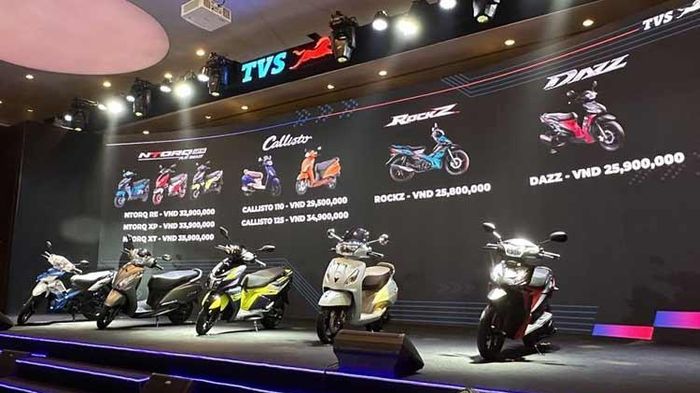 TVS
NTORQ
NTORQ RE - VND 32,900,000
NTORQ XP - VND 33,900,000
NTORQ XT - VND 35,900,000
Callisto
CALLISTO 110 - VND 29,500,000
CALLISTO 125 - VND 34,900,000
ROCKZ
ROCKZ - VND 25,800,000
DAZZ
DAZZ - VND 25,900,000
TVS